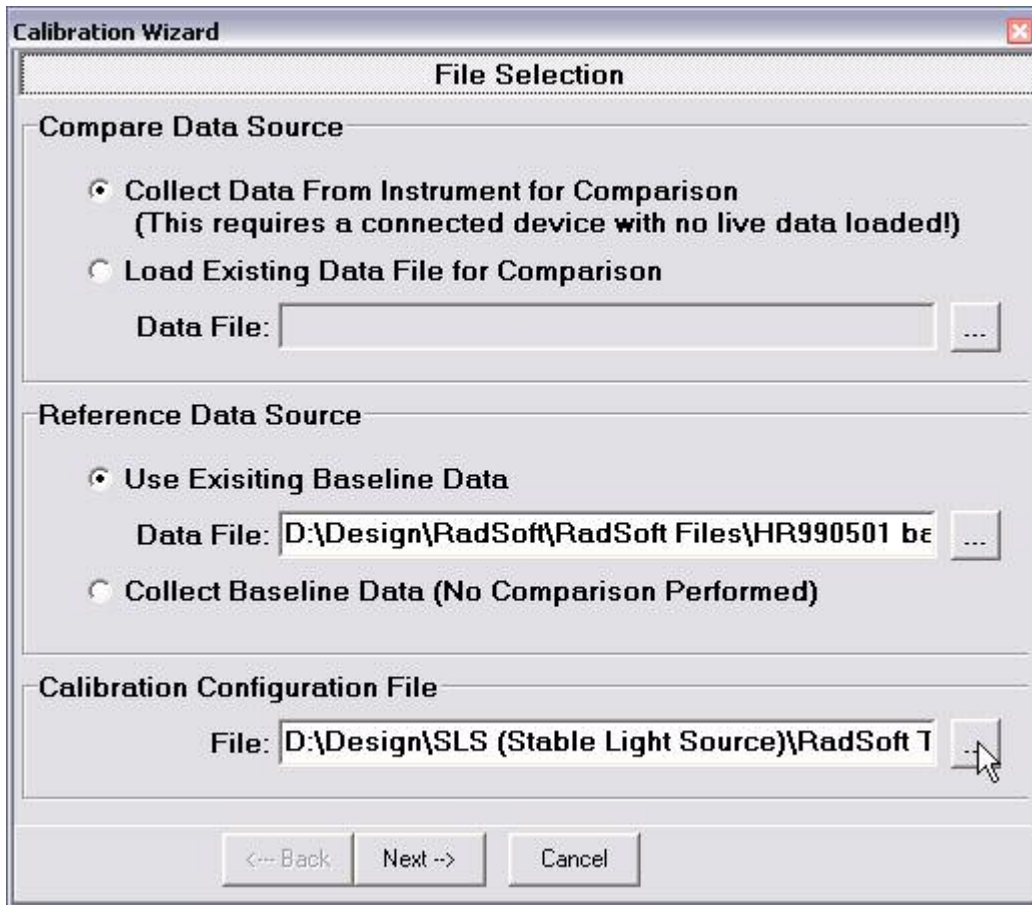 Calibration Wizard
File Selection
Compare Data Source
Collect Data From Instrument for Comparison
(This requires a connected device with no live data loaded!)
Load Existing Data File for Comparison
Data File:
...
Reference Data Source
Use Exisiting Baseline Data
Data File: D:\Design\RadSoft\RadSoft Files\HR990501 ba
...
Collect Baseline Data (No Comparison Performed)
Calibration Configuration File
File: D:\Design\SLS (Stable Light Source)\RadSoft T
...
<--- Back
Next -->
Cancel